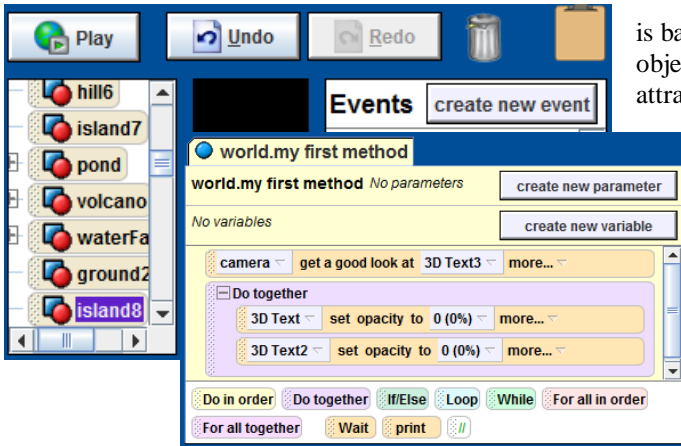 Play Undo Redo
is ba
obje
attra
hill6
island7
pond
volcano
waterFa
ground2
island8
Events create new event
world.my first method
world.my first method No parameters create new parameter
No variables create new variable
camera get a good look at 3D Text3 more...
Do together
3D Text set opacity to 0 (0%) more...
3D Text2 set opacity to 0 (0%) more...
Do in order Do together If/Else Loop While For all in order
For all together Wait print //